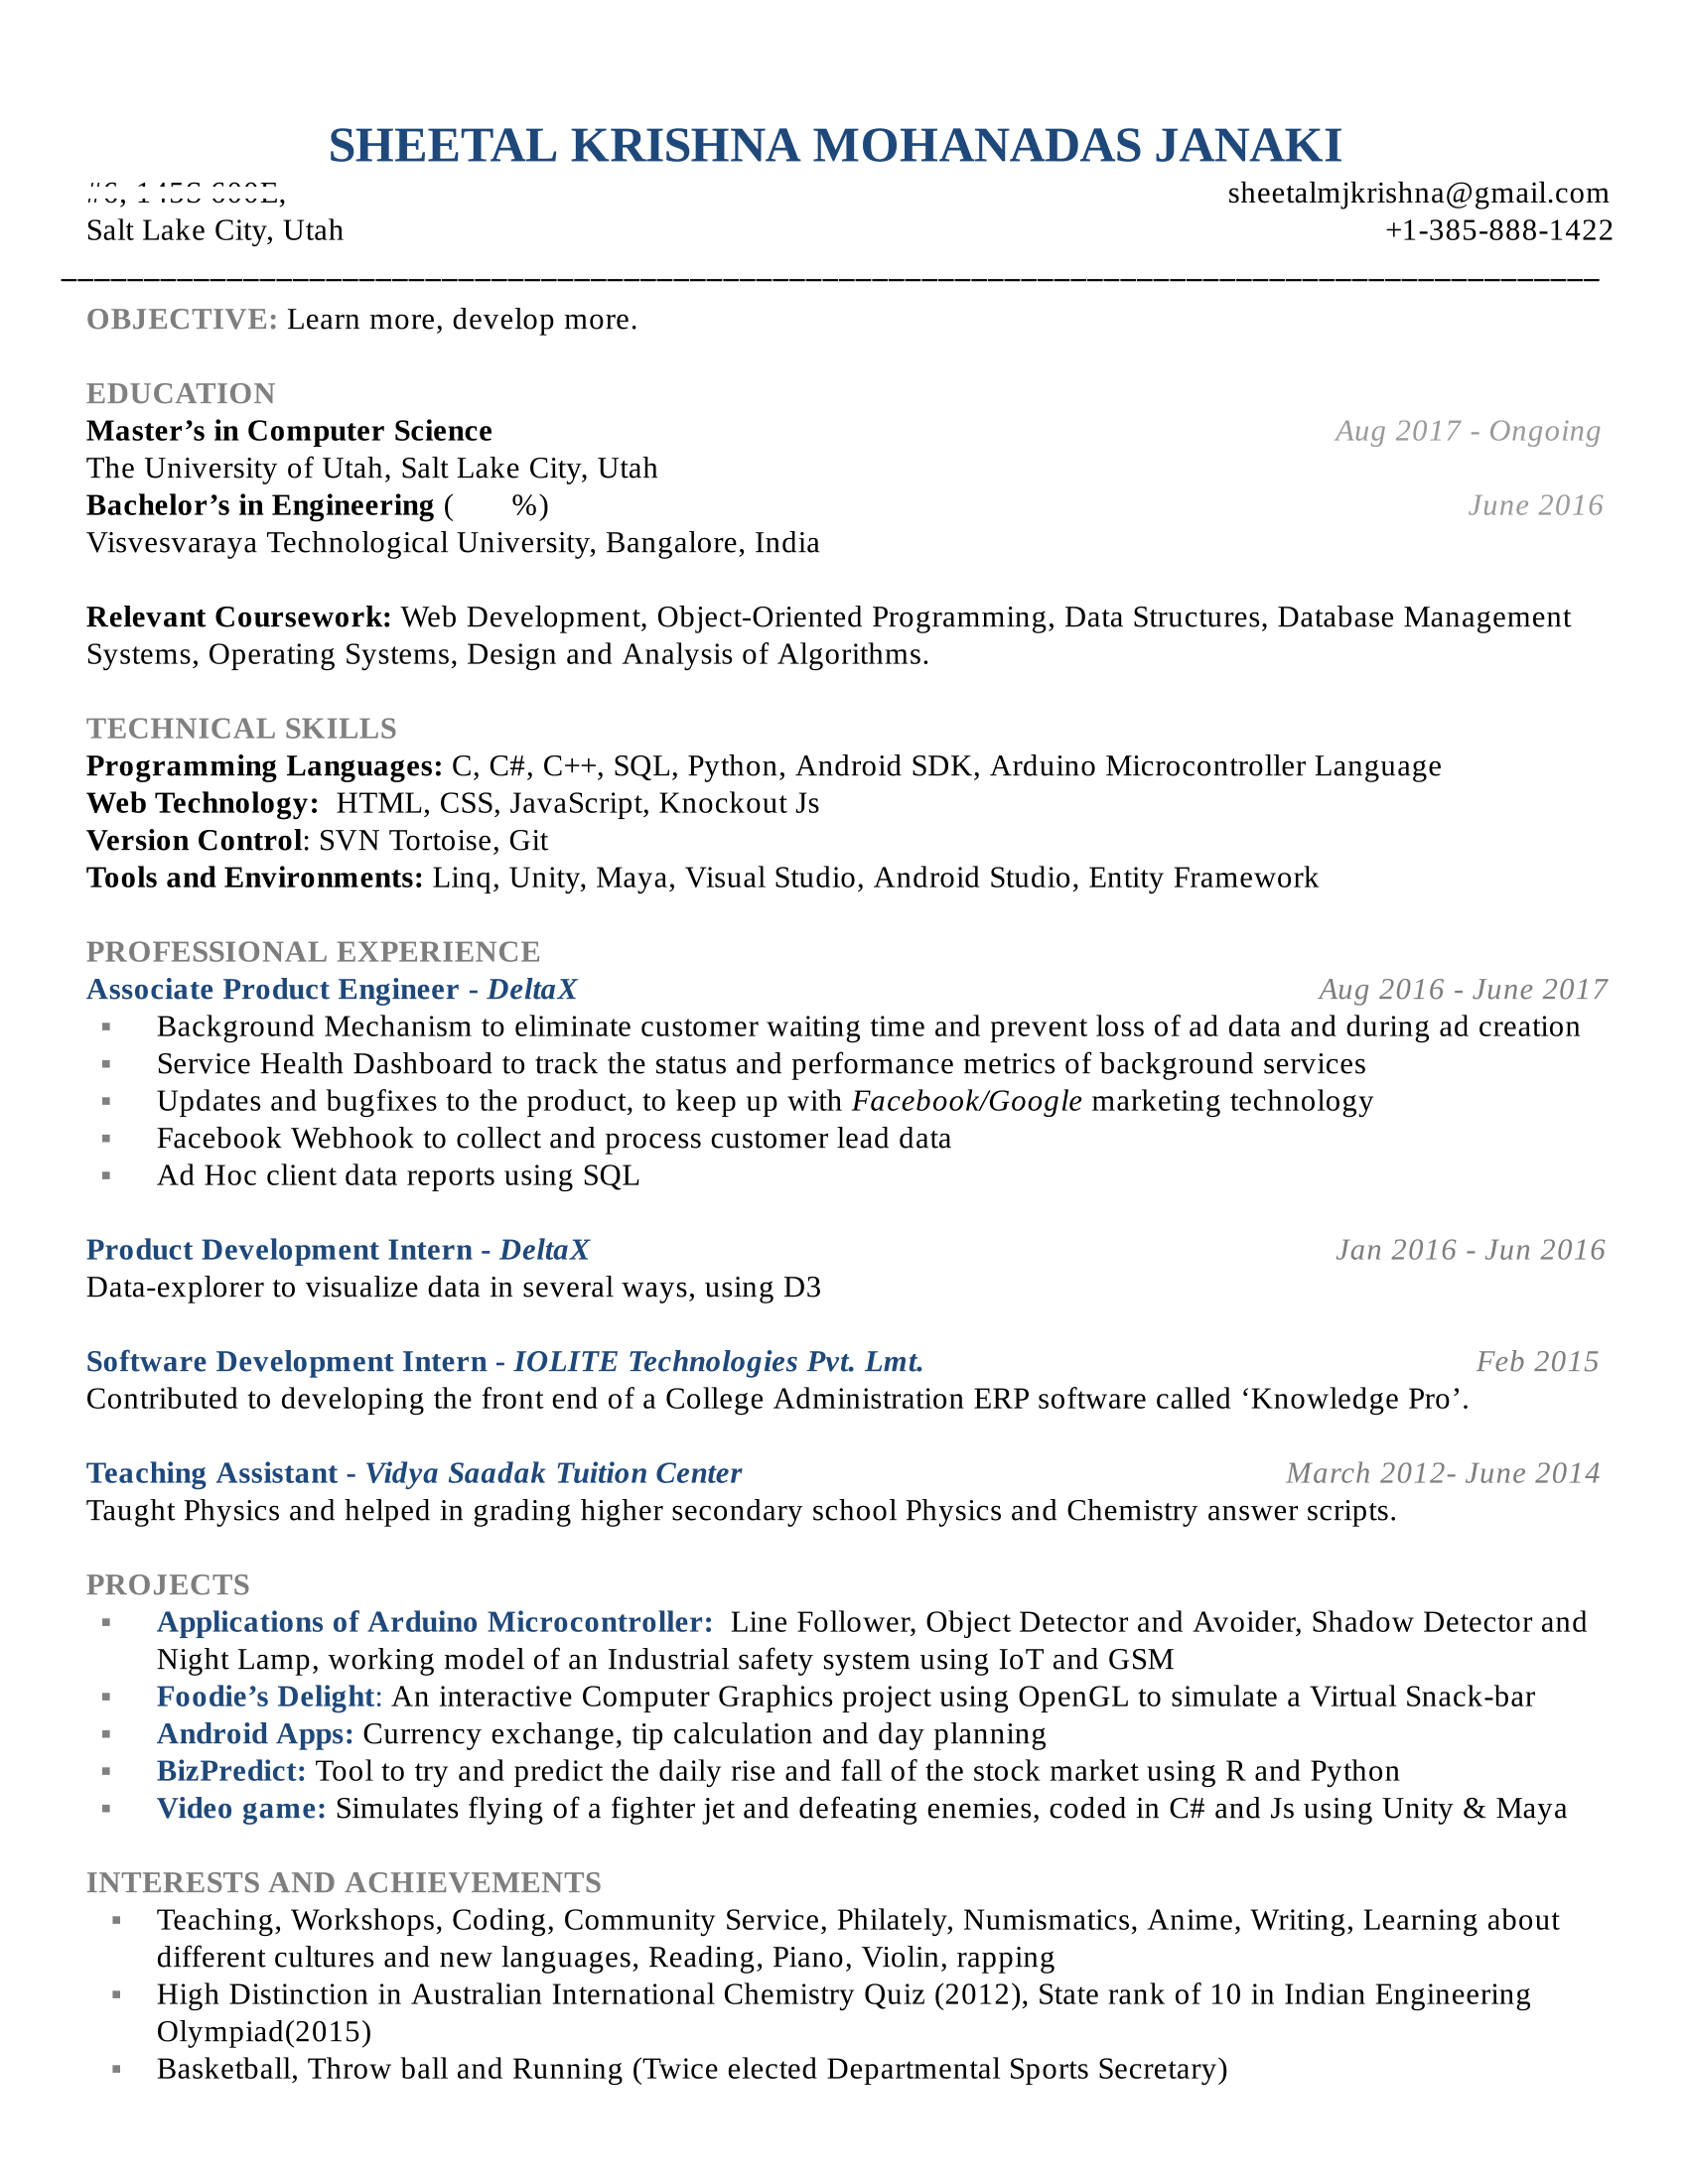 SHEETAL KRISHNA MOHANADAS JANAKI
sheetalmjkrishna@gmail.com
Salt Lake City, Utah +1-385-888-1422
OBJECTIVE: Learn more, develop more.
EDUCATION
Master’s in Computer Science Aug 2017 - Ongoing
The University of Utah, Salt Lake City, Utah
Bachelor’s in Engineering ( %) June 2016
Visvesvaraya Technological University, Bangalore, India
Relevant Coursework: Web Development, Object-Oriented Programming, Data Structures, Database Management
Systems, Operating Systems, Design and Analysis of Algorithms.
TECHNICAL SKILLS
Programming Languages: C, C#, C++, SQL, Python, Android SDK, Arduino Microcontroller Language
Web Technology: HTML, CSS, JavaScript, Knockout Js
Version Control: SVN Tortoise, Git
Tools and Environments: Linq, Unity, Maya, Visual Studio, Android Studio, Entity Framework
PROFESSIONAL EXPERIENCE
Associate Product Engineer - DeltaX Aug 2016 - June 2017
▪ Background Mechanism to eliminate customer waiting time and prevent loss of ad data and during ad creation
▪ Service Health Dashboard to track the status and performance metrics of background services
▪ Updates and bugfixes to the product, to keep up with Facebook/Google marketing technology
▪ Facebook Webhook to collect and process customer lead data
▪ Ad Hoc client data reports using SQL
Product Development Intern - DeltaX Jan 2016 - Jun 2016
Data-explorer to visualize data in several ways, using D3
Software Development Intern - IOLITE Technologies Pvt. Lmt. Feb 2015
Contributed to developing the front end of a College Administration ERP software called ‘Knowledge Pro’.
Teaching Assistant - Vidya Saadak Tuition Center March 2012- June 2014
Taught Physics and helped in grading higher secondary school Physics and Chemistry answer scripts.
PROJECTS
▪ Applications of Arduino Microcontroller: Line Follower, Object Detector and Avoider, Shadow Detector and
Night Lamp, working model of an Industrial safety system using IoT and GSM
▪ Foodie’s Delight: An interactive Computer Graphics project using OpenGL to simulate a Virtual Snack-bar
▪ Android Apps: Currency exchange, tip calculation and day planning
▪ BizPredict: Tool to try and predict the daily rise and fall of the stock market using R and Python
▪ Video game: Simulates flying of a fighter jet and defeating enemies, coded in C# and Js using Unity & Maya
INTERESTS AND ACHIEVEMENTS
▪ Teaching, Workshops, Coding, Community Service, Philately, Numismatics, Anime, Writing, Learning about
different cultures and new languages, Reading, Piano, Violin, rapping
▪ High Distinction in Australian International Chemistry Quiz (2012), State rank of 10 in Indian Engineering
Olympiad(2015)
▪ Basketball, Throw ball and Running (Twice elected Departmental Sports Secretary)